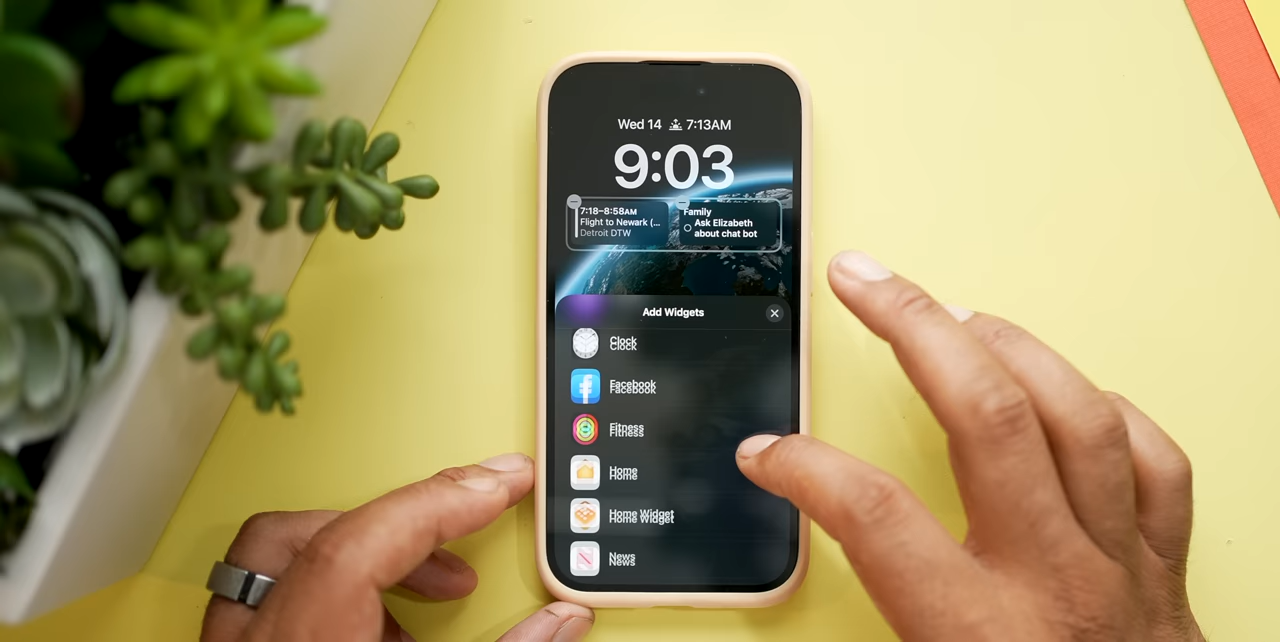 Wed 14 7:13AM
9:03
7:18–8:58AM
Flight to Newark (...
Detroit DTW
Family
Ask Elizabeth
about chat bot
Add Widgets
Clock
Facebook
Fitness
Home
Home Widget
News